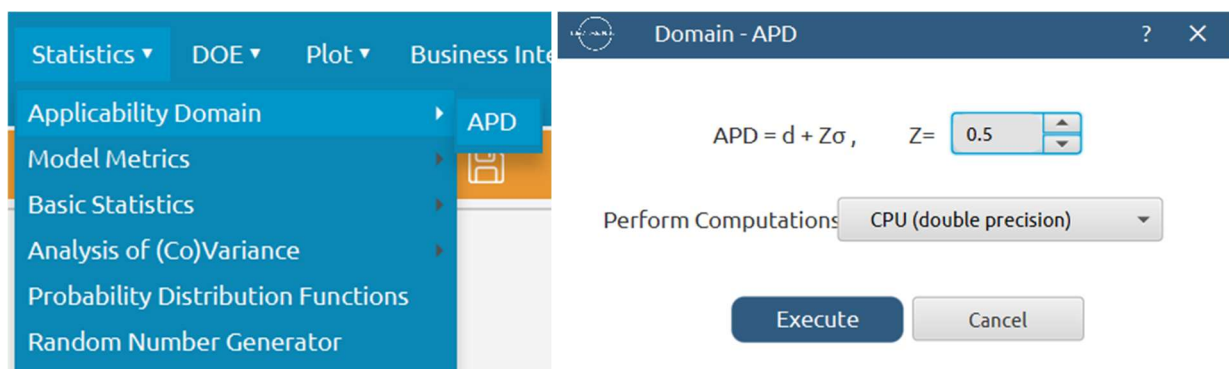 Statistics ▾ DOE ▾ Plot ▾ Business Inte
Applicability Domain
APD
Model Metrics
Basic Statistics
Analysis of (Co)Variance
Probability Distribution Functions
Random Number Generator
Domain - APD ? ×
APD = d + Zσ , Z= 0.5
Perform Computations CPU (double precision)
Execute Cancel